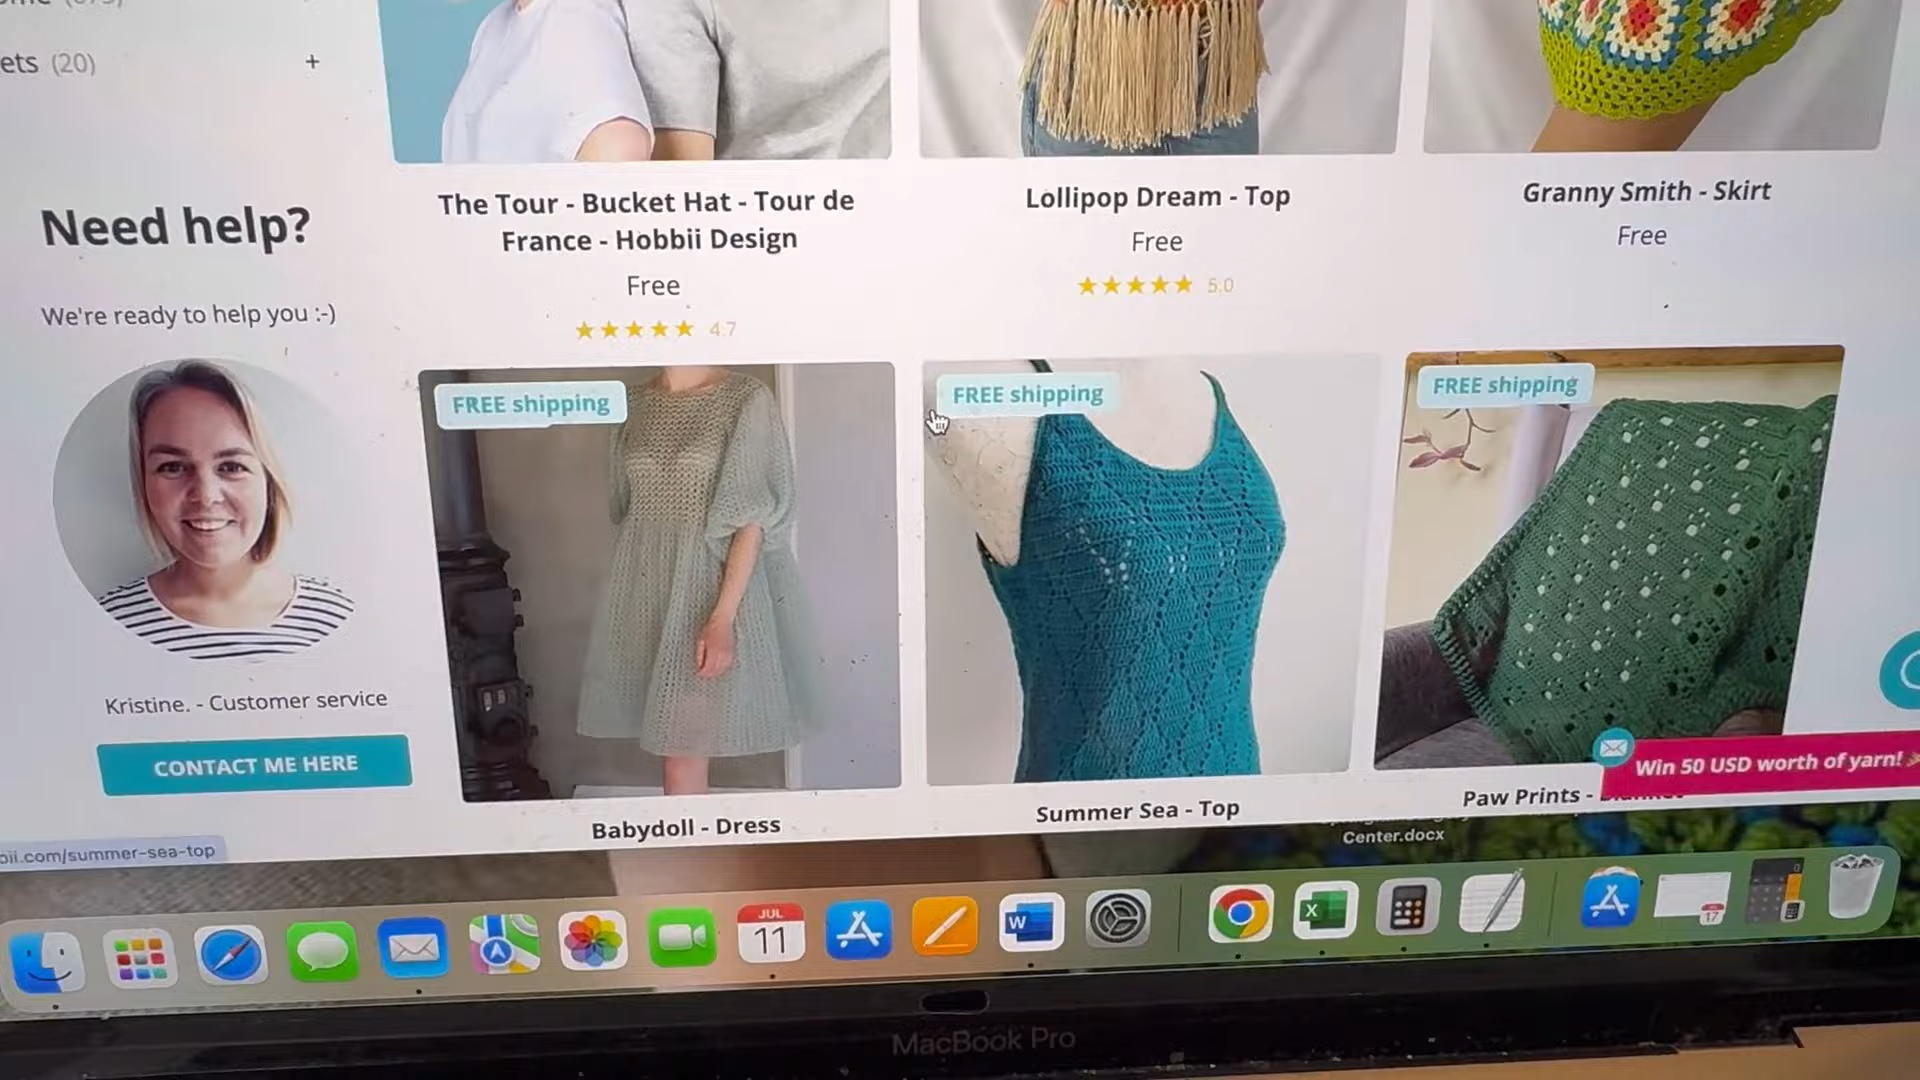 ets (20)
+
Need help?
We're ready to help you :-)
Kristine. - Customer service
CONTACT ME HERE
The Tour - Bucket Hat - Tour de
France - Hobbii Design
Free
4.7
Lollipop Dream - Top
Free
5.0
Granny Smith - Skirt
Free
FREE shipping
FREE shipping
FREE shipping
Babydoll - Dress
Summer Sea - Top
Paw Prints -
Win 50 USD worth of yarn!
bii.com/summer-sea-top
Center.docx
JUL
11
W
X
17
MacBook Pro